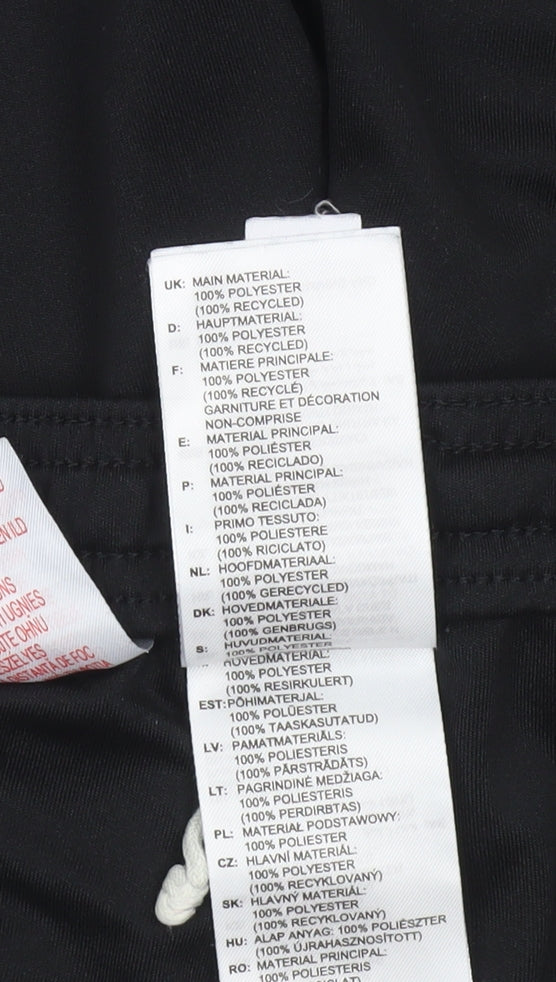 UK: MAIN MATERIAL:
100% POLYESTER
(100% RECYCLED)
D: HAUPTMATERIAL:
100% POLYESTER
(100% RECYCLED)
F: MATIERE PRINCIPALE:
100% POLYESTER
(100% RECYCLÉ)
GARNITURE ET DÉCORATION
NON-COMPRISE
E: MATERIAL PRINCIPAL:
100% POLIÉSTER
(100% RECICLADO)
P: MATERIAL PRINCIPAL:
100% POLIÉSTER
(100% RECICLADA)
I: PRIMO TESSUTO:
100% POLIESTERE
(100% RICICLATO)
NL: HOOFDMATERIAAL:
100% POLYESTER
(100% GERECYCLED)
DK: HOVEDMATERIALE:
100% POLYESTER
(100% GENBRUGS)
S: HUVUDMATERIAL:
100% POLYESTER
HOVEDMATERIAL:
100% POLYESTER
(100% RESIRKULERT)
EST: PÕHIMATERJAL:
100% POLÜESTER
(100% TAASKASUTATUD)
LV: PAMATMATERIĀLS:
100% POLIESTERIS
(100% PĀRSTRĀDĀTS)
LT: PAGRINDINĖ MEDŽIAGA:
100% POLIESTERIS
(100% PERDIRBTAS)
PL: MATERIAŁ PODSTAWOWY:
100% POLIESTER
CZ: HLAVNÍ MATERIÁL:
100% POLYESTER
(100% RECYKLOVANÝ)
SK: HLAVNÝ MATERIÁL:
100% POLYESTER
(100% RECYKLOVANÝ)
HU: ALAP ANYAG: 100% POLIÉSZTER
(100% ÚJRAHASZNOSÍTOTT)
RO: MATERIAL PRINCIPAL:
100% POLIESTERIS